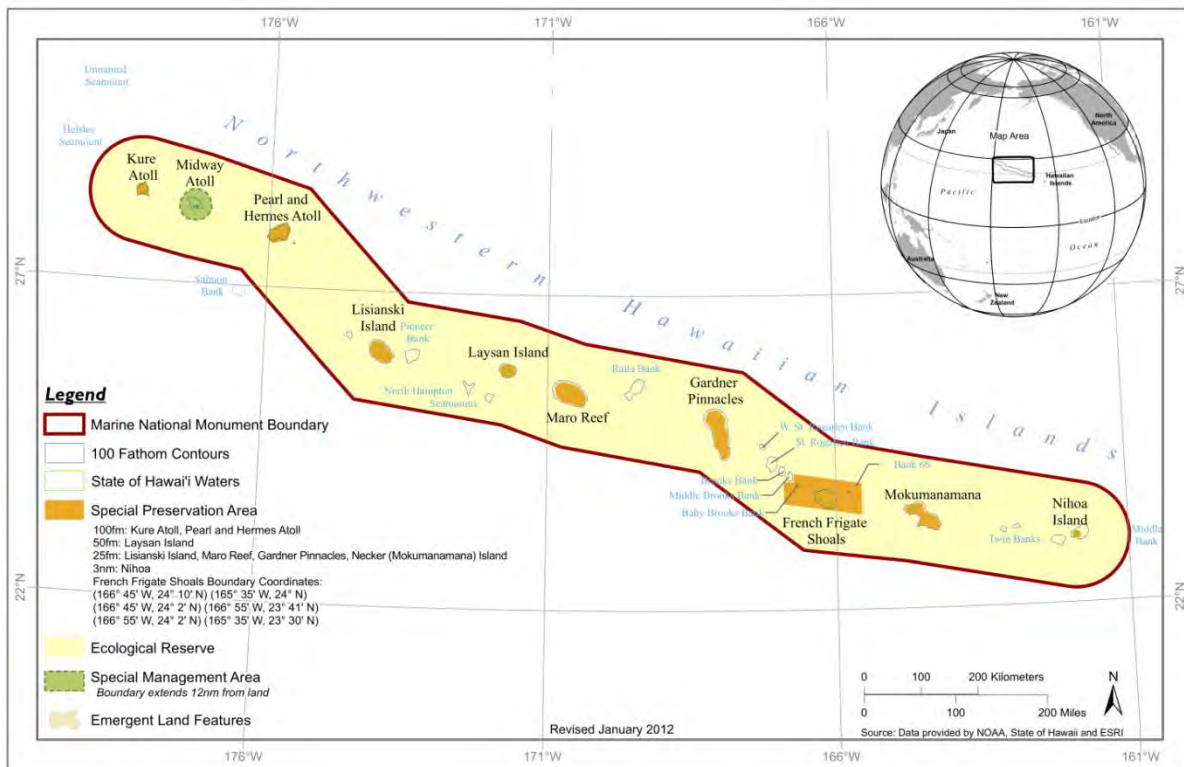 176°W
171°W
166°W
161°W
Unnamed
Seamount
Helsley
Seamount
Northwestern Hawaiian Islands
Kure
Atoll
Midway
Atoll
Pearl and
Hermes Atoll
27°N
27°N
Salmon
Bank
Lisianski
Island
Pioneer
Bank
Laysan Island
North Hampton
Seamounts
Maro Reef
Raita Bank
Gardner
Pinnacles
W. St. Rogatien Bank
St. Rogatien Bank
Brooks Bank
Middle Brooks Bank
Baby Brooks Bank
Bank 66
French Frigate
Shoals
Mokumanamana
Twin Banks
Nihoa
Island
Middle
Bank
22°N
22°N
Japan
Map Area
North
America
Hawaiian
Islands
Pacific
Ocean
Equator
Australia
New
Zealand
Legend
Marine National Monument Boundary
100 Fathom Contours
State of Hawai'i Waters
Special Preservation Area
100fm: Kure Atoll, Pearl and Hermes Atoll
50fm: Laysan Island
25fm: Lisianski Island, Maro Reef, Gardner Pinnacles, Necker (Mokumanamana) Island
3nm: Nihoa
French Frigate Shoals Boundary Coordinates:
(166° 45' W, 24° 10' N) (165° 35' W, 24° N)
(166° 45' W, 24° 2' N) (166° 55' W, 23° 41' N)
(166° 55' W, 24° 2' N) (165° 35' W, 23° 30' N)
Ecological Reserve
Special Management Area
Boundary extends 12nm from land
Emergent Land Features
Revised January 2012
0 100 200 Kilometers
0 100 200 Miles
N
Source: Data provided by NOAA, State of Hawaii and ESRI
176°W
171°W
166°W
161°W